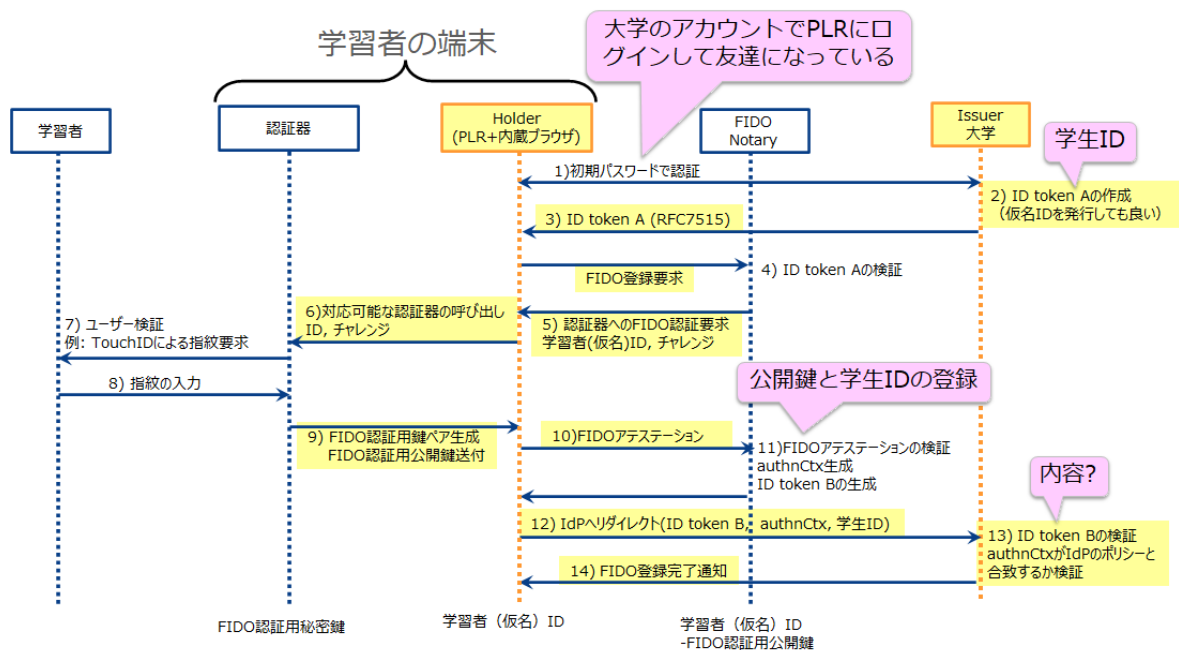 学習者の端末
大学のアカウントでPLRにロ
グインして友達になっている
学習者
認証器
Holder
(PLR+内蔵ブラウザ)
FIDO
Notary
Issuer
大学
学生ID
1)初期パスワードで認証
2) ID token Aの作成
（仮名IDを発行しても良い）
3) ID token A (RFC7515)
FIDO登録要求
4) ID token Aの検証
5) 認証器へのFIDO認証要求
学習者(仮名)ID, チャレンジ
6)対応可能な認証器の呼び出し
ID, チャレンジ
7) ユーザー検証
例: TouchIDによる指紋要求
8) 指紋の入力
公開鍵と学生IDの登録
9) FIDO認証用鍵ペア生成
FIDO認証用公開鍵送付
10)FIDOアテステーション
11)FIDOアテステーションの検証
authnCtx生成
ID token Bの生成
内容?
12) IdPへリダイレクト(ID token B, authnCtx, 学生ID)
13) ID token Bの検証
authnCtxがIdPのポリシーと
合致するか検証
14) FIDO登録完了通知
FIDO認証用秘密鍵
学習者（仮名）ID
学習者（仮名）ID
-FIDO認証用公開鍵